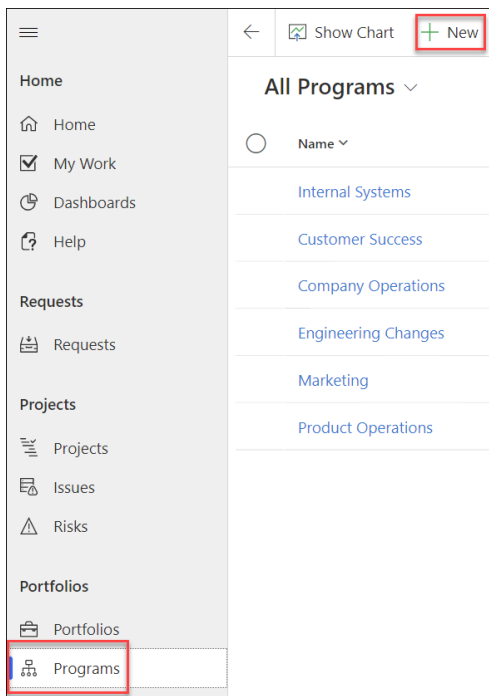 Show Chart
New
Home
All Programs
Home
Name
My Work
Internal Systems
Dashboards
Help
Customer Success
Company Operations
Requests
Engineering Changes
Requests
Marketing
Projects
Product Operations
Projects
Issues
Risks
Portfolios
Portfolios
Programs